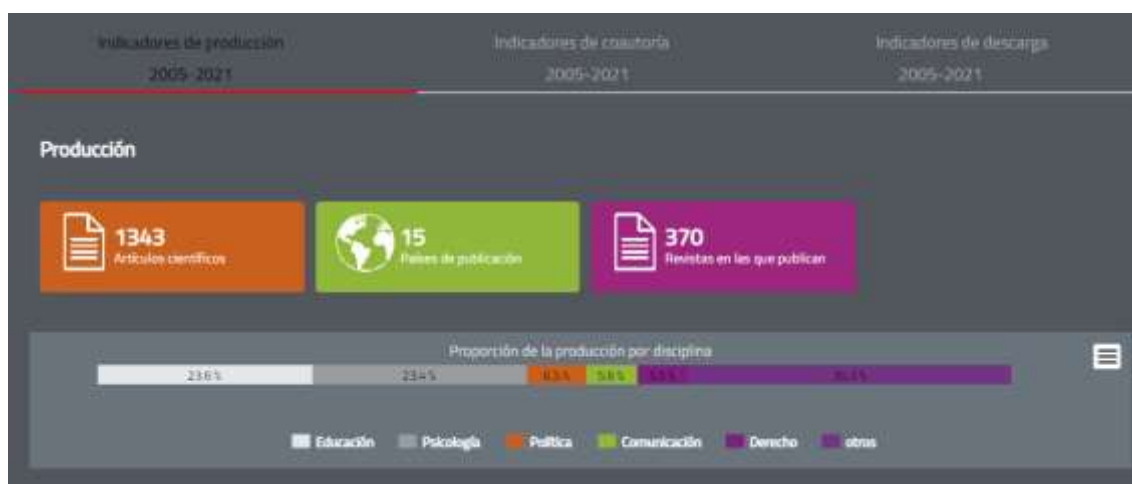 Indicadores de producción
2005-2021
Indicadores de coautoría
2005-2021
Indicadores de descarga
2005-2021
Producción
1343
Artículos científicos
15
Países de publicación
370
Revistas en las que publican
Proporción de la producción por disciplina
23.6 %
23.4 %
5.8 %
Educación
Psicología
Política
Comunicación
Derecho
otros